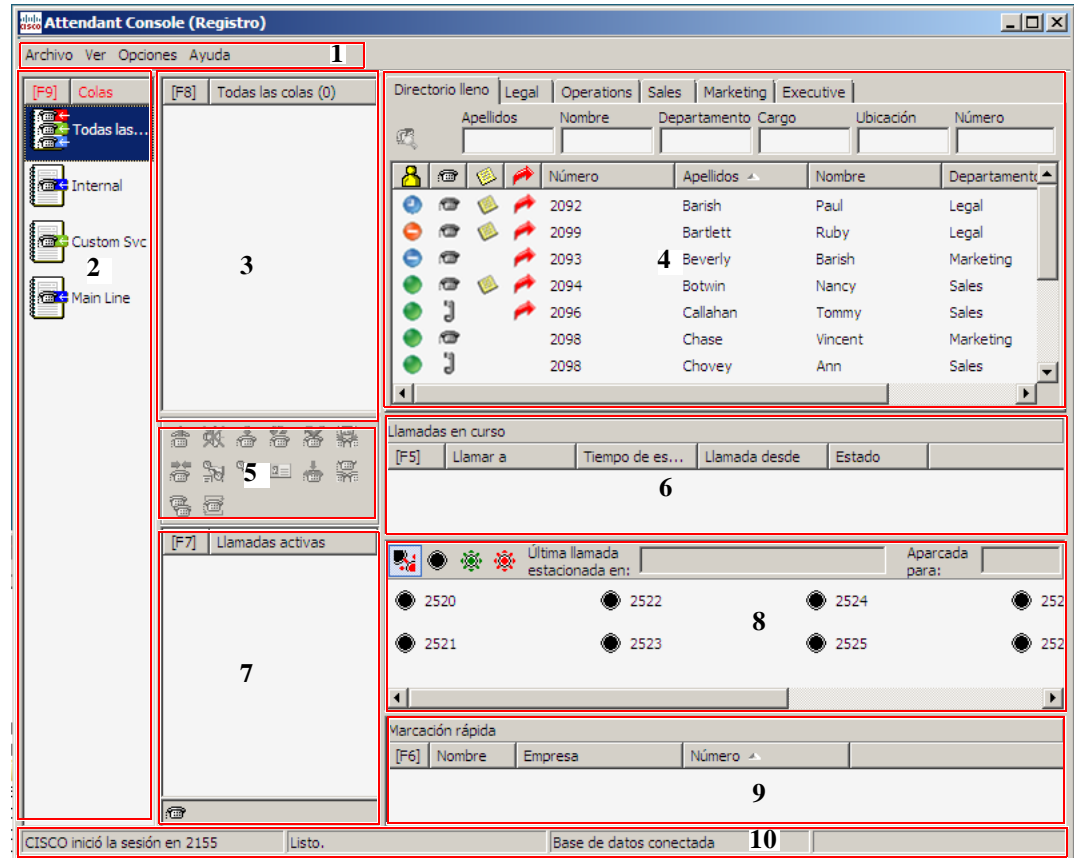 cisco Attendant Console (Registro)
Archivo Ver Opciones Ayuda 1
[F9] Colas
Todas las...
Internal
Custom Svc
2
Main Line
[F8] Todas las colas (0)
3
Directorio lleno Legal Operations Sales Marketing Executive
Apellidos Nombre Departamento Cargo Ubicación Número
Número Apellidos Nombre Departamento
2092 Barish Paul Legal
2099 Bartlett Ruby Legal
2093 4 Beverly Barish Marketing
2094 Botwin Nancy Sales
2096 Callahan Tommy Sales
2098 Chase Vincent Marketing
2098 Chovey Ann Sales
5
Llamadas en curso
[F5] Llamar a Tiempo de es... Llamada desde Estado
6
[F7] Llamadas activas
7
Última llamada
estacionada en:
Aparcada
para:
2520 2522 2524 252
8
2521 2523 2525 252
Marcación rápida
[F6] Nombre Empresa Número
9
CISCO inició la sesión en 2155 Listo. Base de datos conectada 10